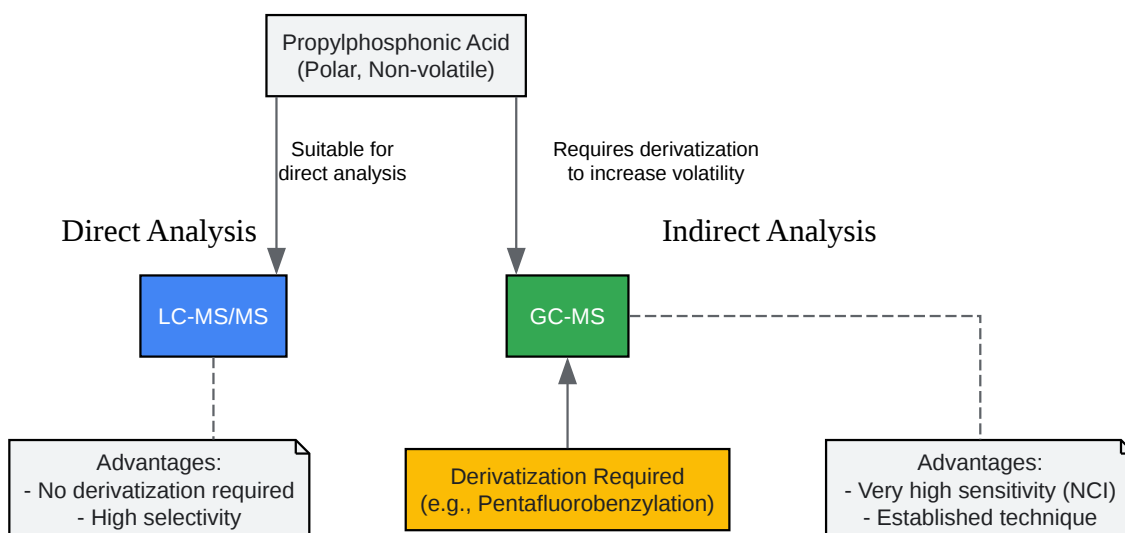 Propylphosphonic Acid
(Polar, Non-volatile)
Suitable for
direct analysis
Requires derivatization
to increase volatility
Direct Analysis
Indirect Analysis
LC-MS/MS
GC-MS
Advantages:
- No derivatization required
- High selectivity
Derivatization Required
(e.g., Pentafluorobenzylation)
Advantages:
- Very high sensitivity (NCI)
- Established technique